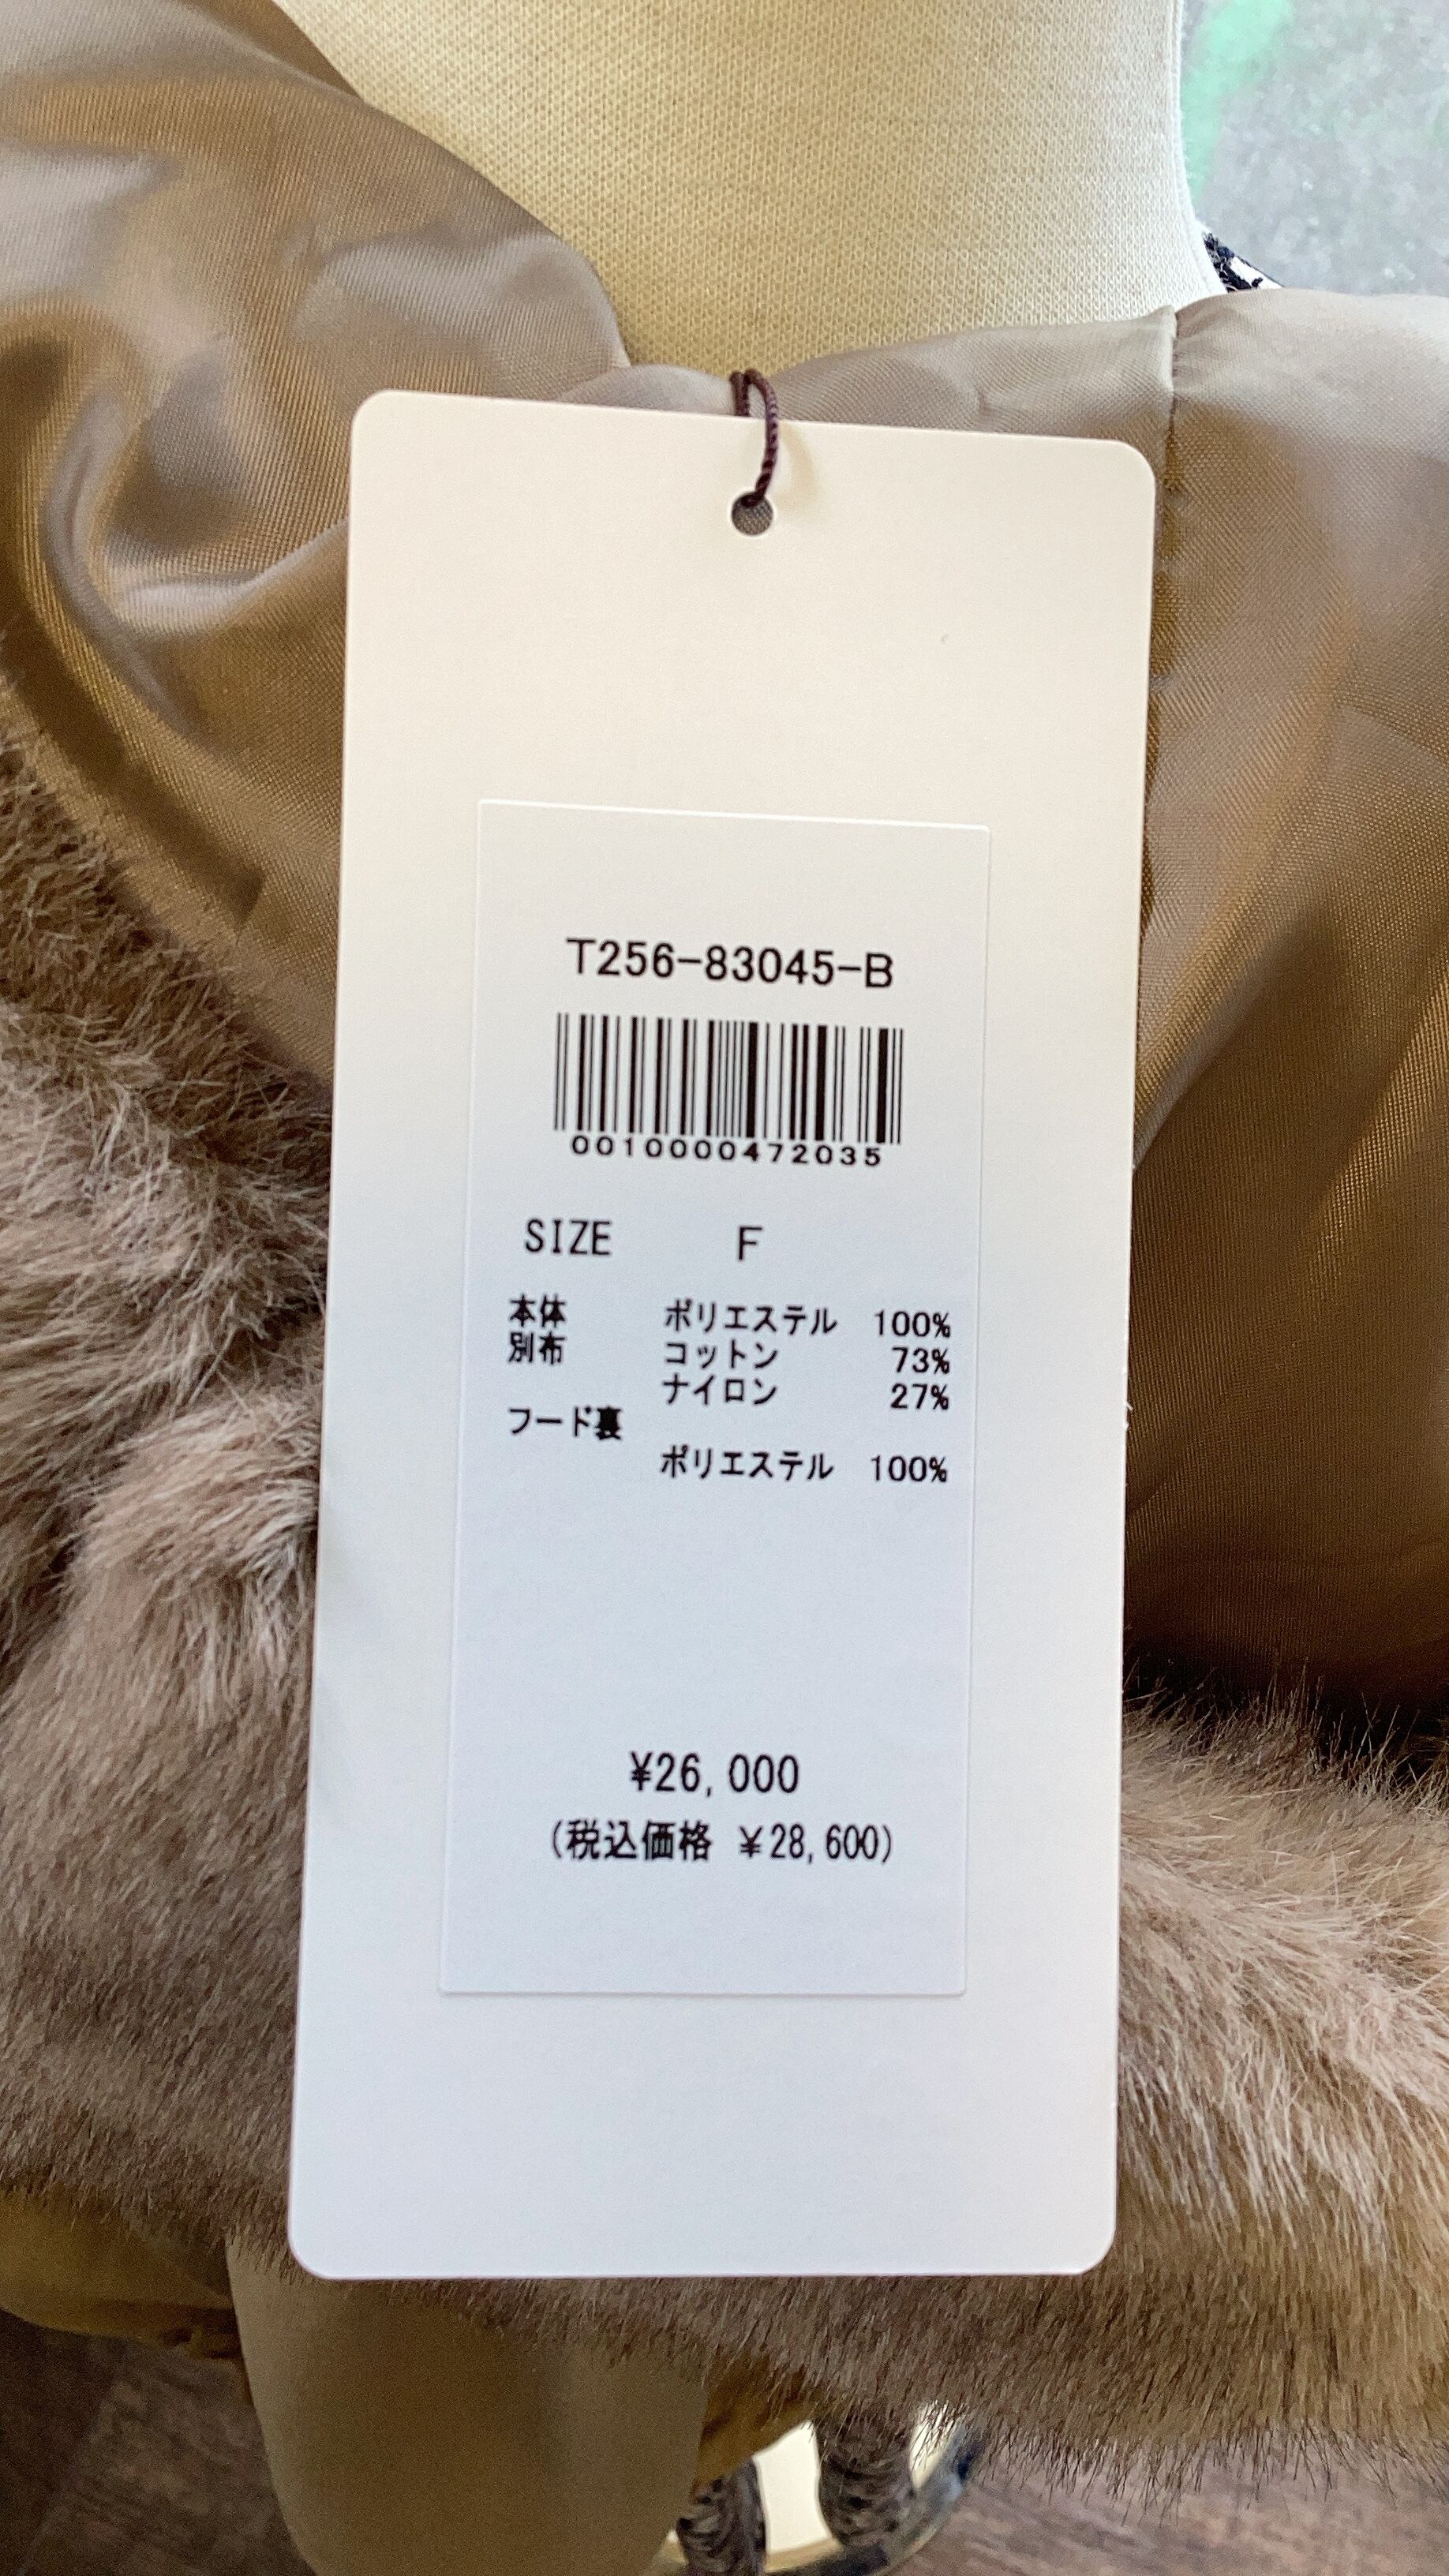 T256-83045-B
0010000472035
SIZE F
本体 ポリエステル 100%
別布 コットン 73%
ナイロン 27%
フード裏
ポリエステル 100%
¥26,000
(税込価格 ¥28,600)